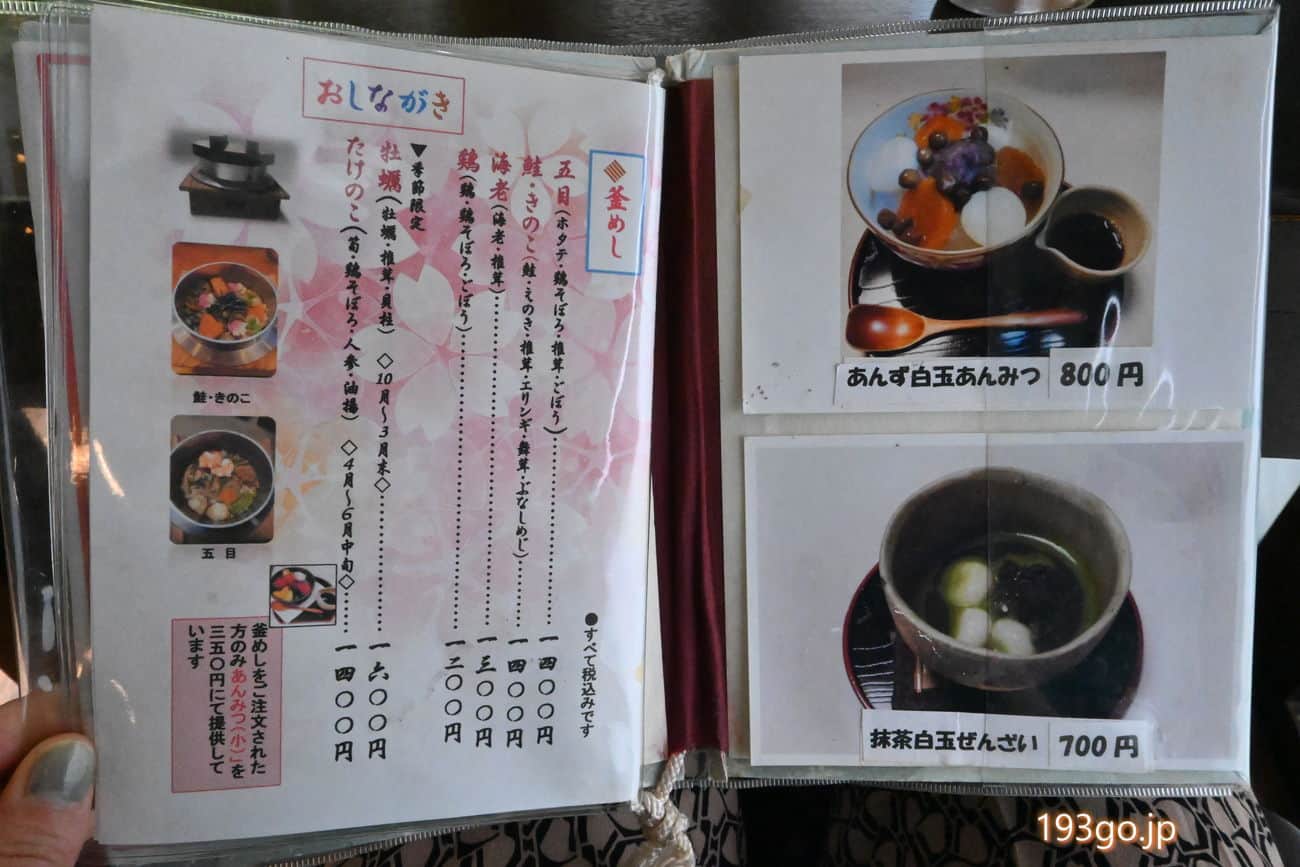 おしながき
釜めし
五目(ホタテ・鶏そぼろ・椎茸・ごぼう)……一四〇〇円
鮭・きのこ(鮭・えのき・椎茸・エリンギ・舞茸・ぶなしめじ)……一四〇〇円
海老(海老・椎茸)……一三〇〇円
鶏(鶏・鶏そぼろ・ごぼう)……一二〇〇円
▼季節限定
牡蠣(牡蠣・椎茸・貝柱) ◇10月～3月末◇……一六〇〇円
たけのこ(筍・鶏そぼろ・人参・油揚) ◇4月～6月中旬◇……一四〇〇円
●すべて税込みです
鮭・きのこ
五目
釜めしをご注文された
方のみあんみつ(小)」を
三五〇円にて提供して
います
あんず白玉あんみつ 800円
抹茶白玉ぜんざい 700円
193go.jp